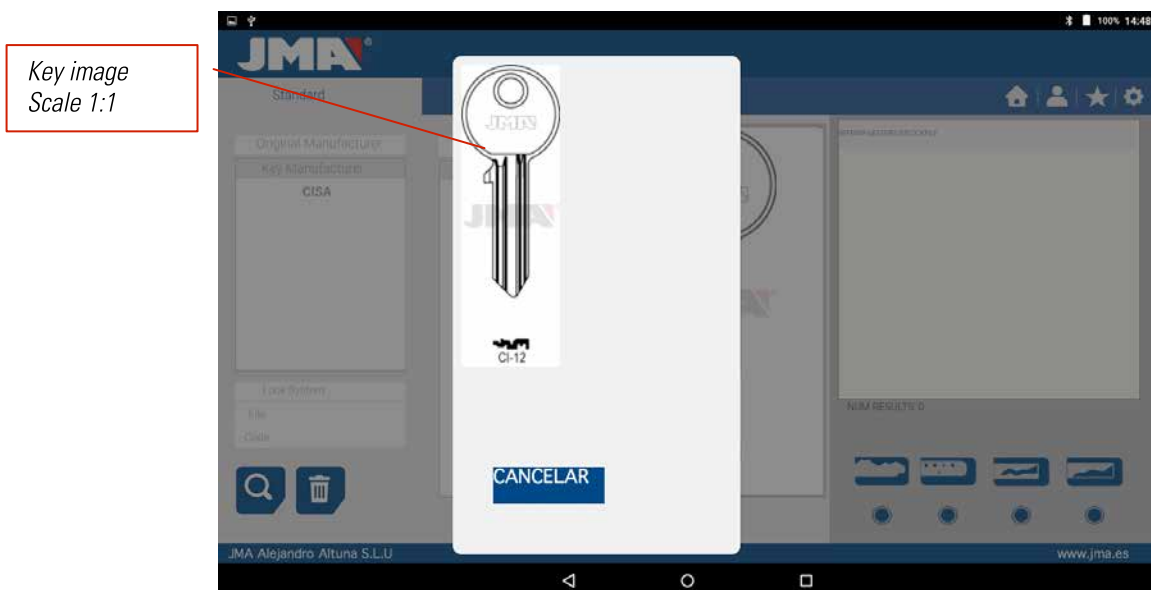 Key image
Scale 1:1
100% 14:48
JMA
Standard
Original Manufacturer
Key Manufacturer
CISA
JMA
JMA
CI-12
Lock System
File
Code
NUM RESULTS: 0
CANCELAR
JMA Alejandro Altuna S.L.U
www.jma.es